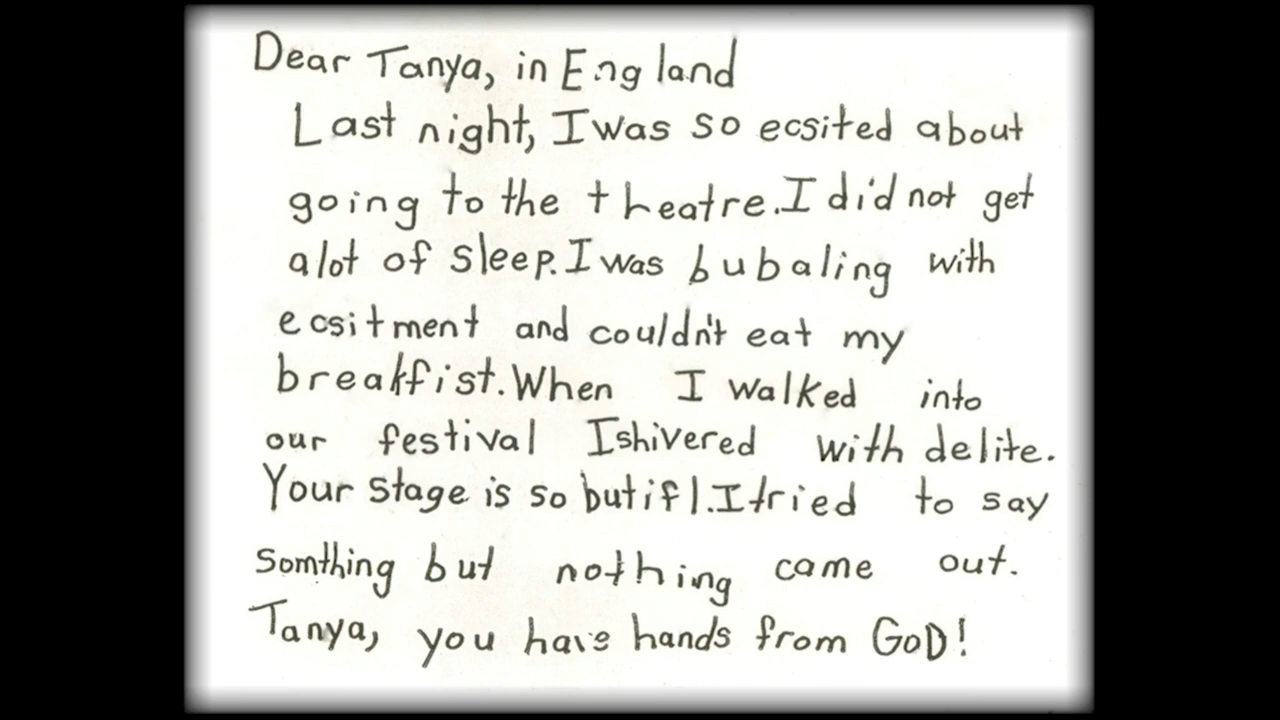 Dear Tanya, in England
Last night, I was so ecsited about
going to the theatre. I did not get
alot of sleep. I was bubaling with
ecsitment and couldn't eat my
breakfist. When I walked into
our festival I shivered with delite.
Your stage is so butifl. I tried to say
somthing but nothing came out.
Tanya, you have hands from GoD!